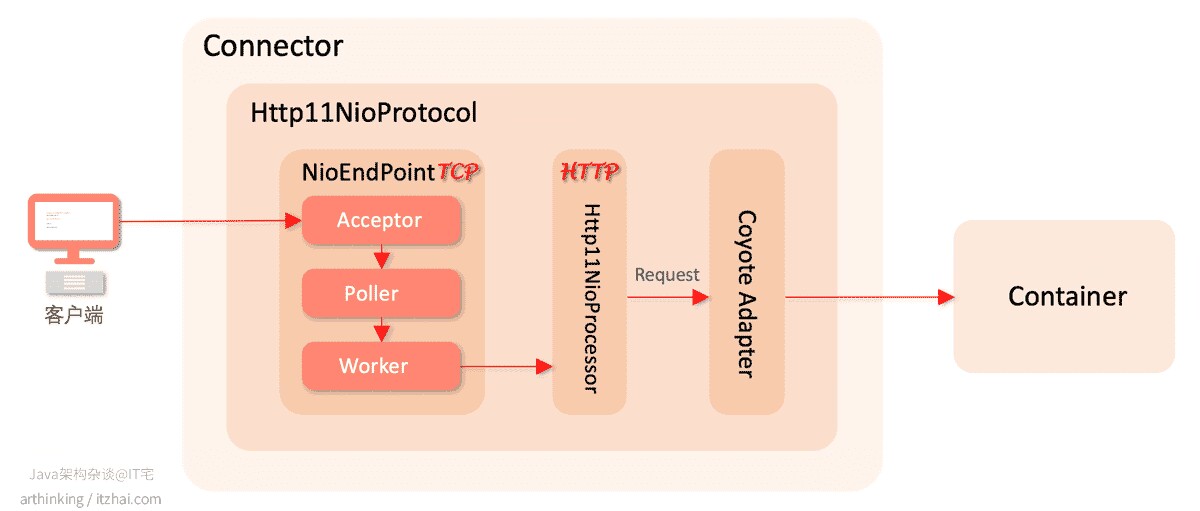 Connector
Http11NioProtocol
NioEndPoint TCP
Acceptor
Poller
Worker
HTTP
Http11NioProcessor
Request
Coyote Adapter
Container
客户端
Java架构杂谈@IT宅
arthinking / itzhai.com